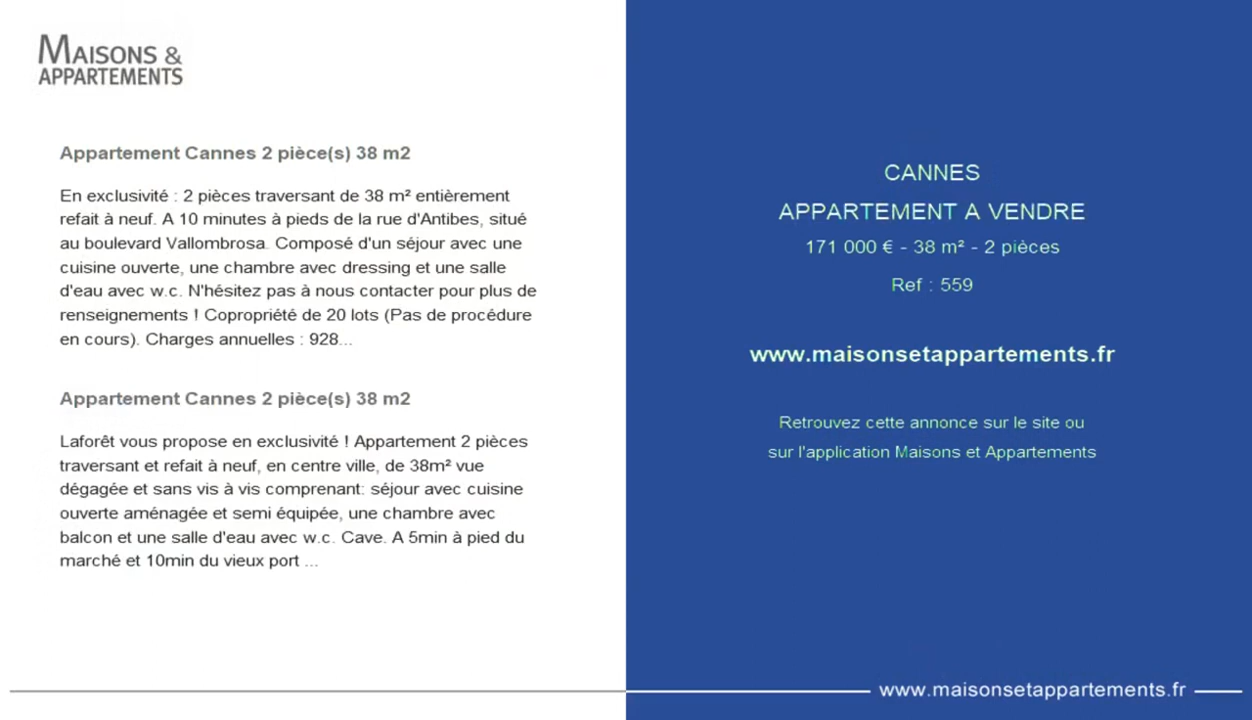 MAISONS &
APPARTEMENTS
Appartement Cannes 2 pièce(s) 38 m2
En exclusivité : 2 pièces traversant de 38 m² entièrement
refait à neuf. A 10 minutes à pieds de la rue d'Antibes, situé
au boulevard Vallombrosa. Composé d'un séjour avec une
cuisine ouverte, une chambre avec dressing et une salle
d'eau avec w.c. N'hésitez pas à nous contacter pour plus de
renseignements ! Copropriété de 20 lots (Pas de procédure
en cours). Charges annuelles : 928...
Appartement Cannes 2 pièce(s) 38 m2
Laforêt vous propose en exclusivité ! Appartement 2 pièces
traversant et refait à neuf, en centre ville, de 38m² vue
dégagée et sans vis à vis comprenant: séjour avec cuisine
ouverte aménagée et semi équipée, une chambre avec
balcon et une salle d'eau avec w.c. Cave. A 5min à pied du
marché et 10min du vieux port ...
CANNES
APPARTEMENT A VENDRE
171 000 € - 38 m² - 2 pièces
Ref : 559
www.maisonsetappartements.fr
Retrouvez cette annonce sur le site ou
sur l'application Maisons et Appartements
www.maisonsetappartements.fr